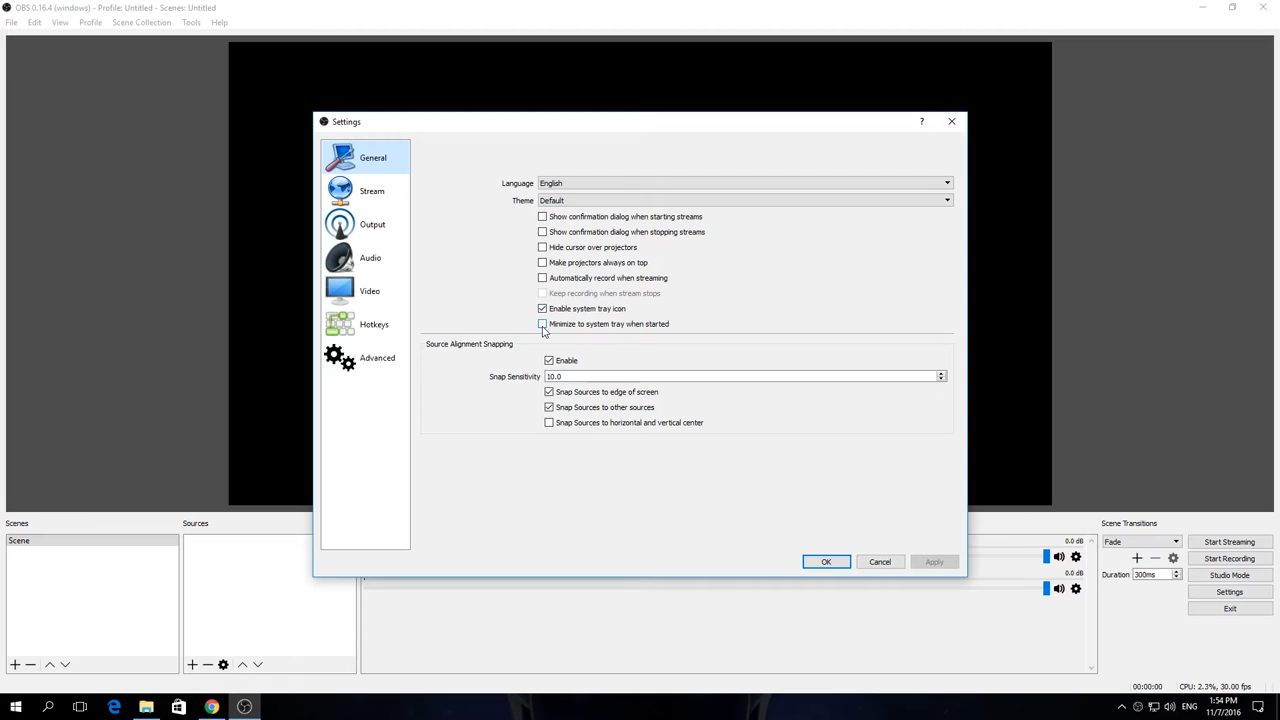 OBS 0.16.4 (windows) - Profile: Untitled - Scenes: Untitled
File Edit View Profile Scene Collection Tools Help
Settings
General
Stream
Output
Audio
Video
Hotkeys
Advanced
Language English
Theme Default
Show confirmation dialog when starting streams
Show confirmation dialog when stopping streams
Hide cursor over projectors
Make projectors always on top
Automatically record when streaming
Keep recording when stream stops
Enable system tray icon
Minimize to system tray when started
Source Alignment Snapping
Enable
Snap Sensitivity 10.0
Snap Sources to edge of screen
Snap Sources to other sources
Snap Sources to horizontal and vertical center
OK Cancel Apply
Scenes
Scene
Sources
0.0 dB
0.0 dB
Scene Transitions
Fade
Duration 300ms
Start Streaming
Start Recording
Studio Mode
Settings
Exit
00:00:00 CPU: 2.3%, 30.00 fps
ENG
1:54 PM
11/7/2016